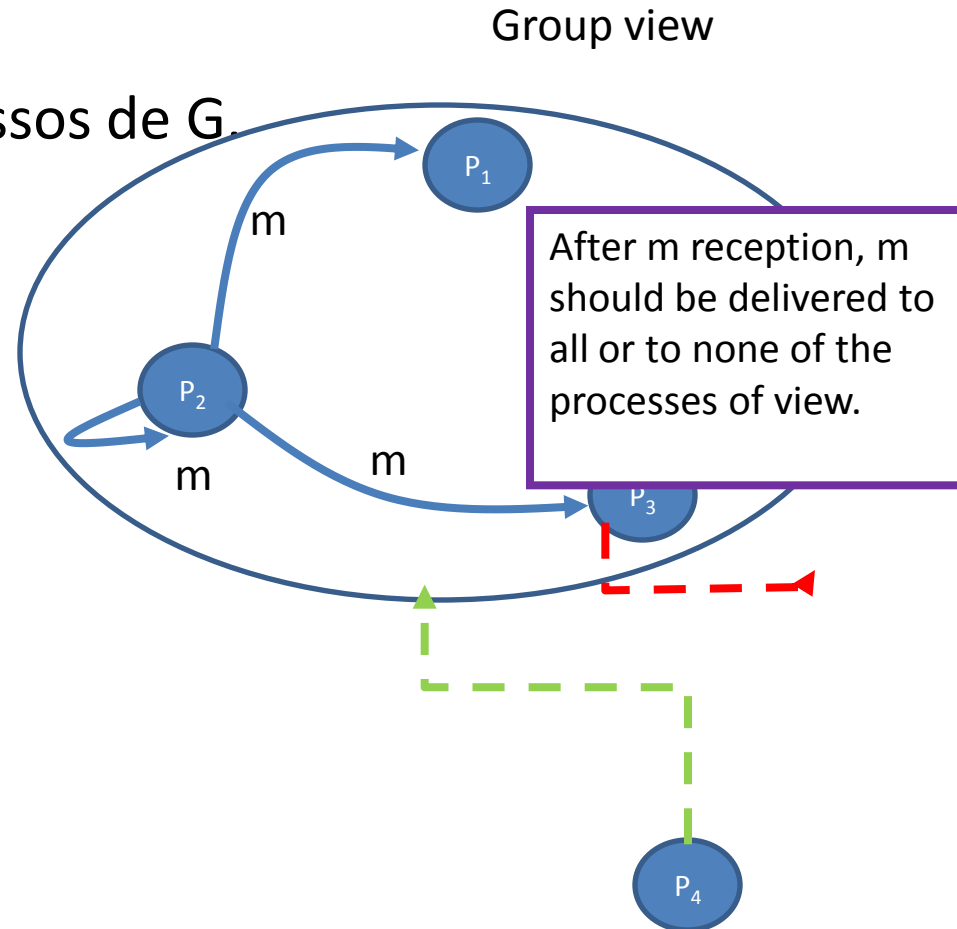 Group view
ssos de G.
P1
m
After m reception, m
should be delivered to
all or to none of the
processes of view.
P2
m
m
P3
P4